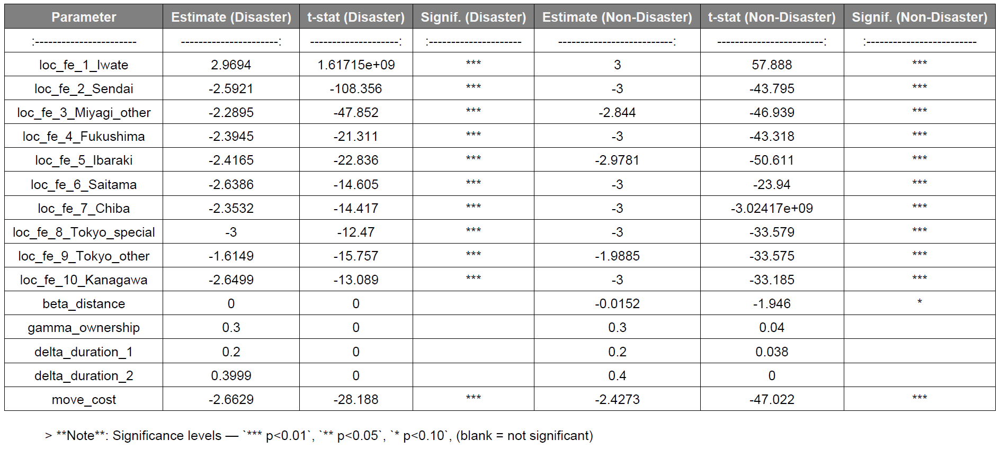 Parameter Estimate (Disaster) t-stat (Disaster) Signif. (Disaster) Estimate (Non-Disaster) t-stat (Non-Disaster) Signif. (Non-Disaster)
:----------------------- ----------------------: --------------------: :--------------------- --------------------------: ------------------------: :-------------------------
loc_fe_1_Iwate 2.9694 1.61715e+09 *** 3 57.888 ***
loc_fe_2_Sendai -2.5921 -108.356 *** -3 -43.795 ***
loc_fe_3_Miyagi_other -2.2895 -47.852 *** -2.844 -46.939 ***
loc_fe_4_Fukushima -2.3945 -21.311 *** -3 -43.318 ***
loc_fe_5_Ibaraki -2.4165 -22.836 *** -2.9781 -50.611 ***
loc_fe_6_Saitama -2.6386 -14.605 *** -3 -23.94 ***
loc_fe_7_Chiba -2.3532 -14.417 *** -3 -3.02417e+09 ***
loc_fe_8_Tokyo_special -3 -12.47 *** -3 -33.579 ***
loc_fe_9_Tokyo_other -1.6149 -15.757 *** -1.9885 -33.575 ***
loc_fe_10_Kanagawa -2.6499 -13.089 *** -3 -33.185 ***
beta_distance 0 0 -0.0152 -1.946 *
gamma_ownership 0.3 0 0.3 0.04
delta_duration_1 0.2 0 0.2 0.038
delta_duration_2 0.3999 0 0.4 0
move_cost -2.6629 -28.188 *** -2.4273 -47.022 ***
> **Note**: Significance levels — `*** p<0.01`, `** p<0.05`, `* p<0.10`, (blank = not significant)